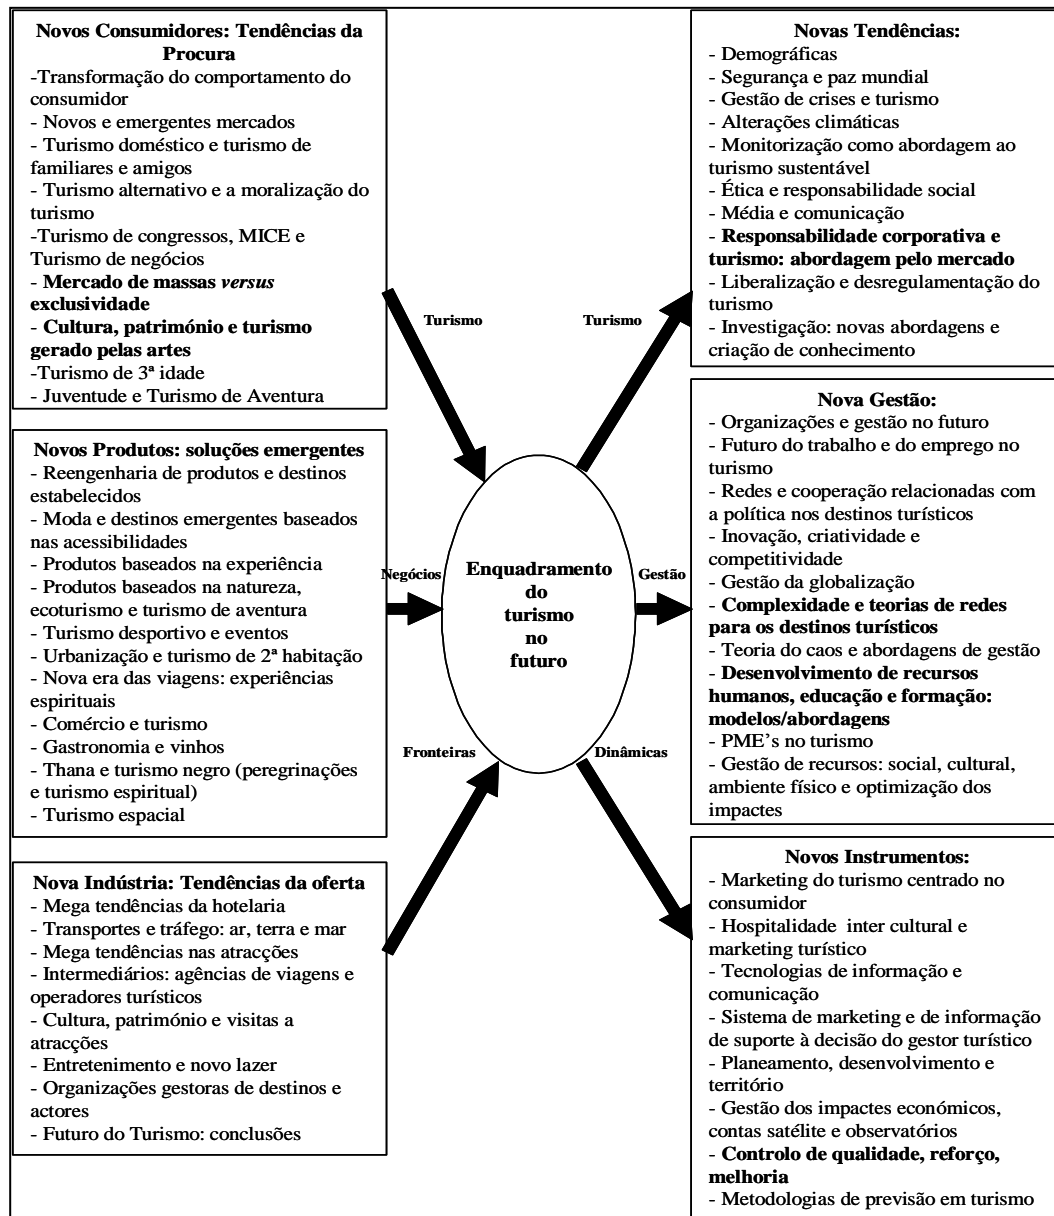 Novos Consumidores: Tendências da
Procura
-Transformação do comportamento do
consumidor
- Novos e emergentes mercados
- Turismo doméstico e turismo de
familiares e amigos
- Turismo alternativo e a moralização do
turismo
-Turismo de congressos, MICE e
Turismo de negócios
- Mercado de massas versus
exclusividade
- Cultura, património e turismo
gerado pelas artes
-Turismo de 3ª idade
- Juventude e Turismo de Aventura
Novos Produtos: soluções emergentes
- Reengenharia de produtos e destinos
estabelecidos
- Moda e destinos emergentes baseados
nas acessibilidades
- Produtos baseados na experiência
- Produtos baseados na natureza,
ecoturismo e turismo de aventura
- Turismo desportivo e eventos
- Urbanização e turismo de 2ª habitação
- Nova era das viagens: experiências
espirituais
- Comércio e turismo
- Gastronomia e vinhos
- Thana e turismo negro (peregrinações
e turismo espiritual)
- Turismo espacial
Nova Indústria: Tendências da oferta
- Mega tendências da hotelaria
- Transportes e tráfego: ar, terra e mar
- Mega tendências nas atracções
- Intermediários: agências de viagens e
operadores turísticos
- Cultura, património e visitas a
atracções
- Entretenimento e novo lazer
- Organizações gestoras de destinos e
actores
- Futuro do Turismo: conclusões
Turismo
Negócios
Fronteiras
Enquadramento
do
turismo
no
futuro
Turismo
Gestão
Dinâmicas
Novas Tendências:
- Demográficas
- Segurança e paz mundial
- Gestão de crises e turismo
- Alterações climáticas
- Monitorização como abordagem ao
turismo sustentável
- Ética e responsabilidade social
- Média e comunicação
- Responsabilidade corporativa e
turismo: abordagem pelo mercado
- Liberalização e desregulamentação do
turismo
- Investigação: novas abordagens e
criação de conhecimento
Nova Gestão:
- Organizações e gestão no futuro
- Futuro do trabalho e do emprego no
turismo
- Redes e cooperação relacionadas com
a política nos destinos turísticos
- Inovação, criatividade e
competitividade
- Gestão da globalização
- Complexidade e teorias de redes
para os destinos turísticos
- Teoria do caos e abordagens de gestão
- Desenvolvimento de recursos
humanos, educação e formação:
modelos/abordagens
- PME’s no turismo
- Gestão de recursos: social, cultural,
ambiente físico e optimização dos
impactes
Novos Instrumentos:
- Marketing do turismo centrado no
consumidor
- Hospitalidade inter cultural e
marketing turístico
- Tecnologias de informação e
comunicação
- Sistema de marketing e de informação
de suporte à decisão do gestor turístico
- Planeamento, desenvolvimento e
território
- Gestão dos impactes económicos,
contas satélite e observatórios
- Controlo de qualidade, reforço,
melhoria
- Metodologias de previsão em turismo